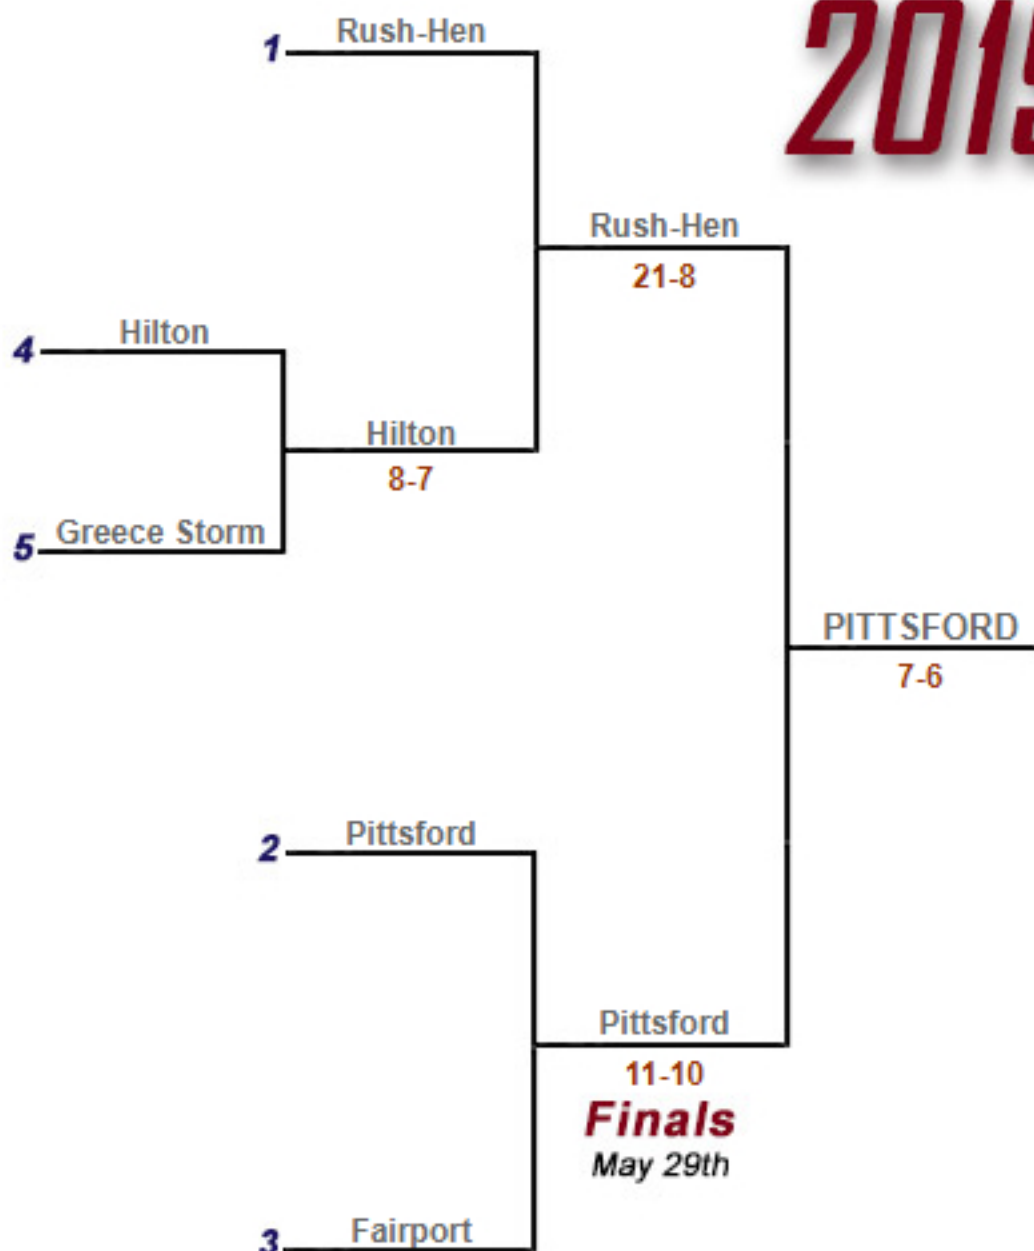 2015
1 Rush-Hen
Rush-Hen
21-8
4 Hilton
Hilton
8-7
5 Greece Storm
PITTSFORD
7-6
2 Pittsford
Pittsford
11-10
Finals
May 29th
3 Fairport